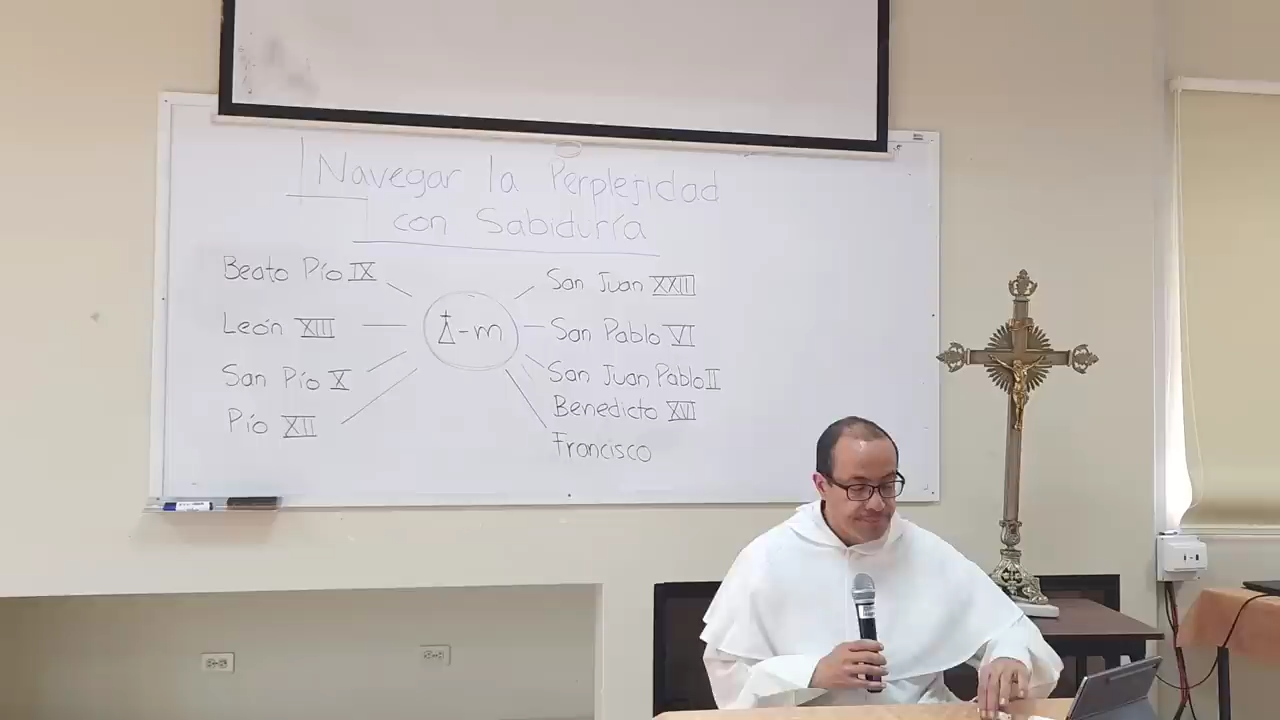 Navegar la Perplejidad
con Sabiduría
Beato Pío IX
León XIII
San Pío X
Pío XII
-m
San Juan XXIII
San Pablo VI
San Juan Pablo II
Benedicto XVI
Francisco